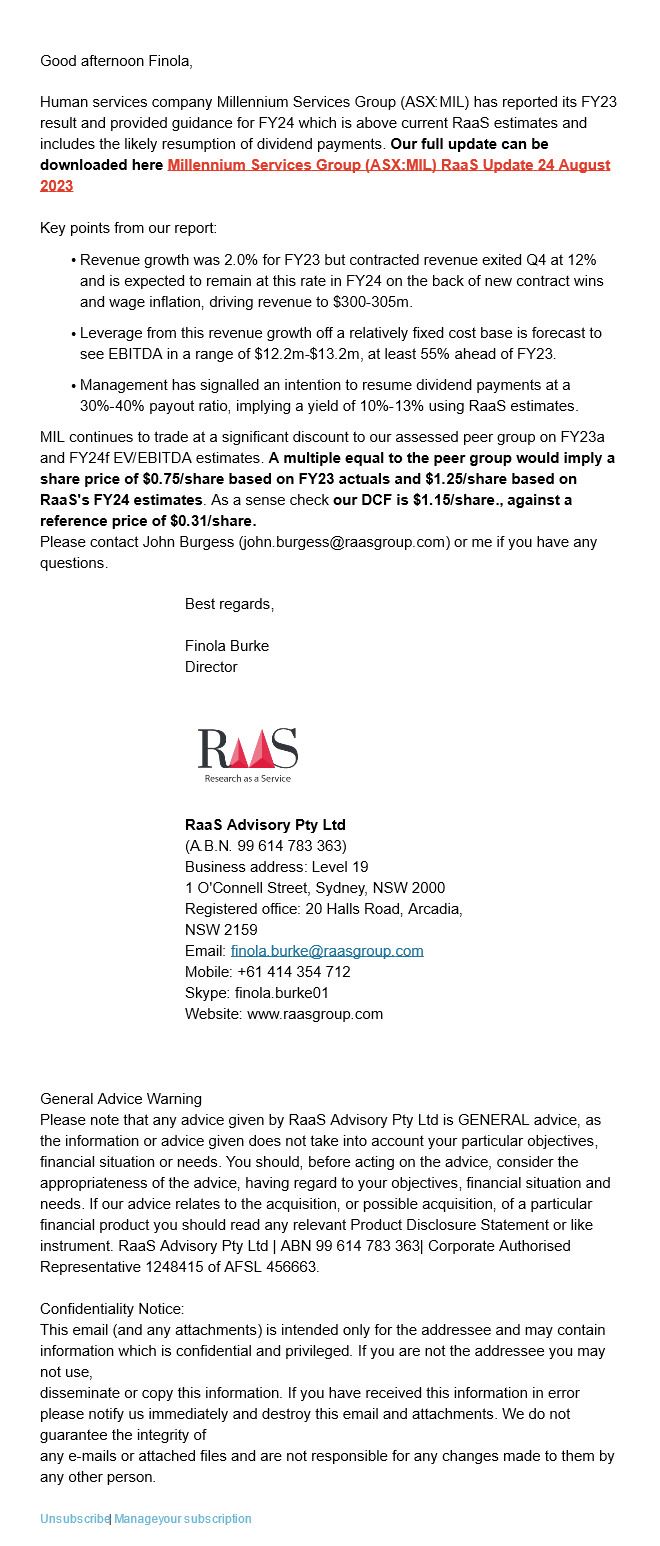 Good afternoon Finola,
Human services company Millennium Services Group (ASX:MIL) has reported its FY23
result and provided guidance for FY24 which is above current RaaS estimates and
includes the likely resumption of dividend payments. Our full update can be
downloaded here Millennium Services Group (ASX:MIL) RaaS Update 24 August
2023
Key points from our report:
• Revenue growth was 2.0% for FY23 but contracted revenue exited Q4 at 12%
and is expected to remain at this rate in FY24 on the back of new contract wins
and wage inflation, driving revenue to $300-305m.
• Leverage from this revenue growth off a relatively fixed cost base is forecast to
see EBITDA in a range of $12.2m-$13.2m, at least 55% ahead of FY23.
• Management has signalled an intention to resume dividend payments at a
30%-40% payout ratio, implying a yield of 10%-13% using RaaS estimates.
MIL continues to trade at a significant discount to our assessed peer group on FY23a
and FY24f EV/EBITDA estimates. A multiple equal to the peer group would imply a
share price of $0.75/share based on FY23 actuals and $1.25/share based on
RaaS's FY24 estimates. As a sense check our DCF is $1.15/share., against a
reference price of $0.31/share.
Please contact John Burgess (john.burgess@raasgroup.com) or me if you have any
questions.
Best regards,
Finola Burke
Director
RAAS
Research as a Service
RaaS Advisory Pty Ltd
(A.B.N. 99 614 783 363)
Business address: Level 19
1 O'Connell Street, Sydney, NSW 2000
Registered office: 20 Halls Road, Arcadia,
NSW 2159
Email: finola.burke@raasgroup.com
Mobile: +61 414 354 712
Skype: finola.burke01
Website: www.raasgroup.com
General Advice Warning
Please note that any advice given by RaaS Advisory Pty Ltd is GENERAL advice, as
the information or advice given does not take into account your particular objectives,
financial situation or needs. You should, before acting on the advice, consider the
appropriateness of the advice, having regard to your objectives, financial situation and
needs. If our advice relates to the acquisition, or possible acquisition, of a particular
financial product you should read any relevant Product Disclosure Statement or like
instrument. RaaS Advisory Pty Ltd | ABN 99 614 783 363| Corporate Authorised
Representative 1248415 of AFSL 456663.
Confidentiality Notice:
This email (and any attachments) is intended only for the addressee and may contain
information which is confidential and privileged. If you are not the addressee you may
not use,
disseminate or copy this information. If you have received this information in error
please notify us immediately and destroy this email and attachments. We do not
guarantee the integrity of
any e-mails or attached files and are not responsible for any changes made to them by
any other person.
Unsubscribe| Manageyour subscription